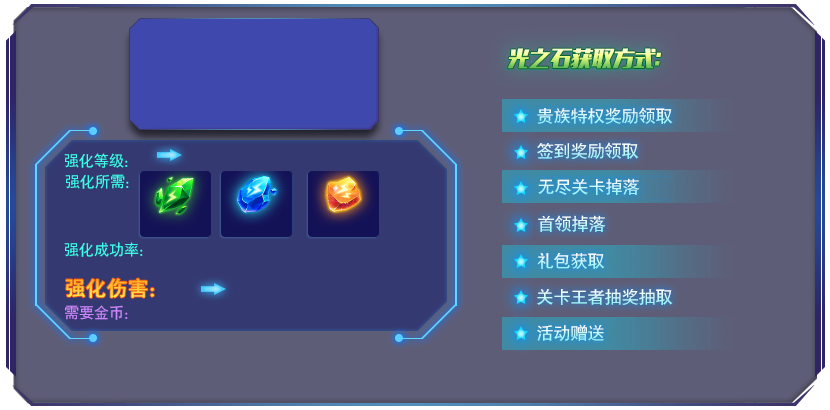 强化等级:
强化所需:
强化成功率:
强化伤害:
需要金币:
光之石获取方式:
贵族特权奖励领取
签到奖励领取
无尽关卡掉落
首领掉落
礼包获取
关卡王者抽奖抽取
活动赠送